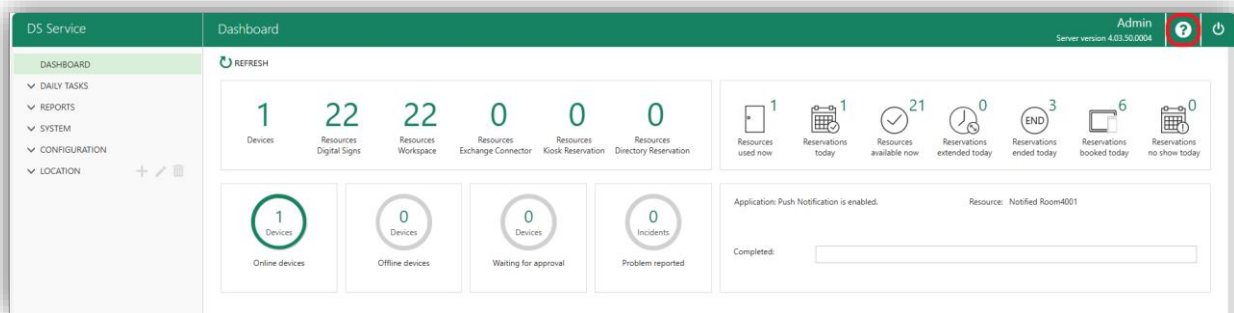 DS Service
Dashboard
Admin
Server version 4.03.50.0004
?
DASHBOARD
DAILY TASKS
REPORTS
SYSTEM
CONFIGURATION
LOCATION
REFRESH
1
Devices
22
Resources
Digital Signs
22
Resources
Workspace
0
Resources
Exchange Connector
0
Resources
Kiosk Reservation
0
Resources
Directory Reservation
1
Resources
used now
1
Reservations
today
21
Resources
available now
0
Reservations
extended today
END
3
Reservations
ended today
6
Reservations
booked today
0
Reservations
no show today
1
Devices
Online devices
0
Devices
Offline devices
0
Devices
Waiting for approval
0
Incidents
Problem reported
Application: Push Notification is enabled.
Resource: Notified Room4001
Completed: